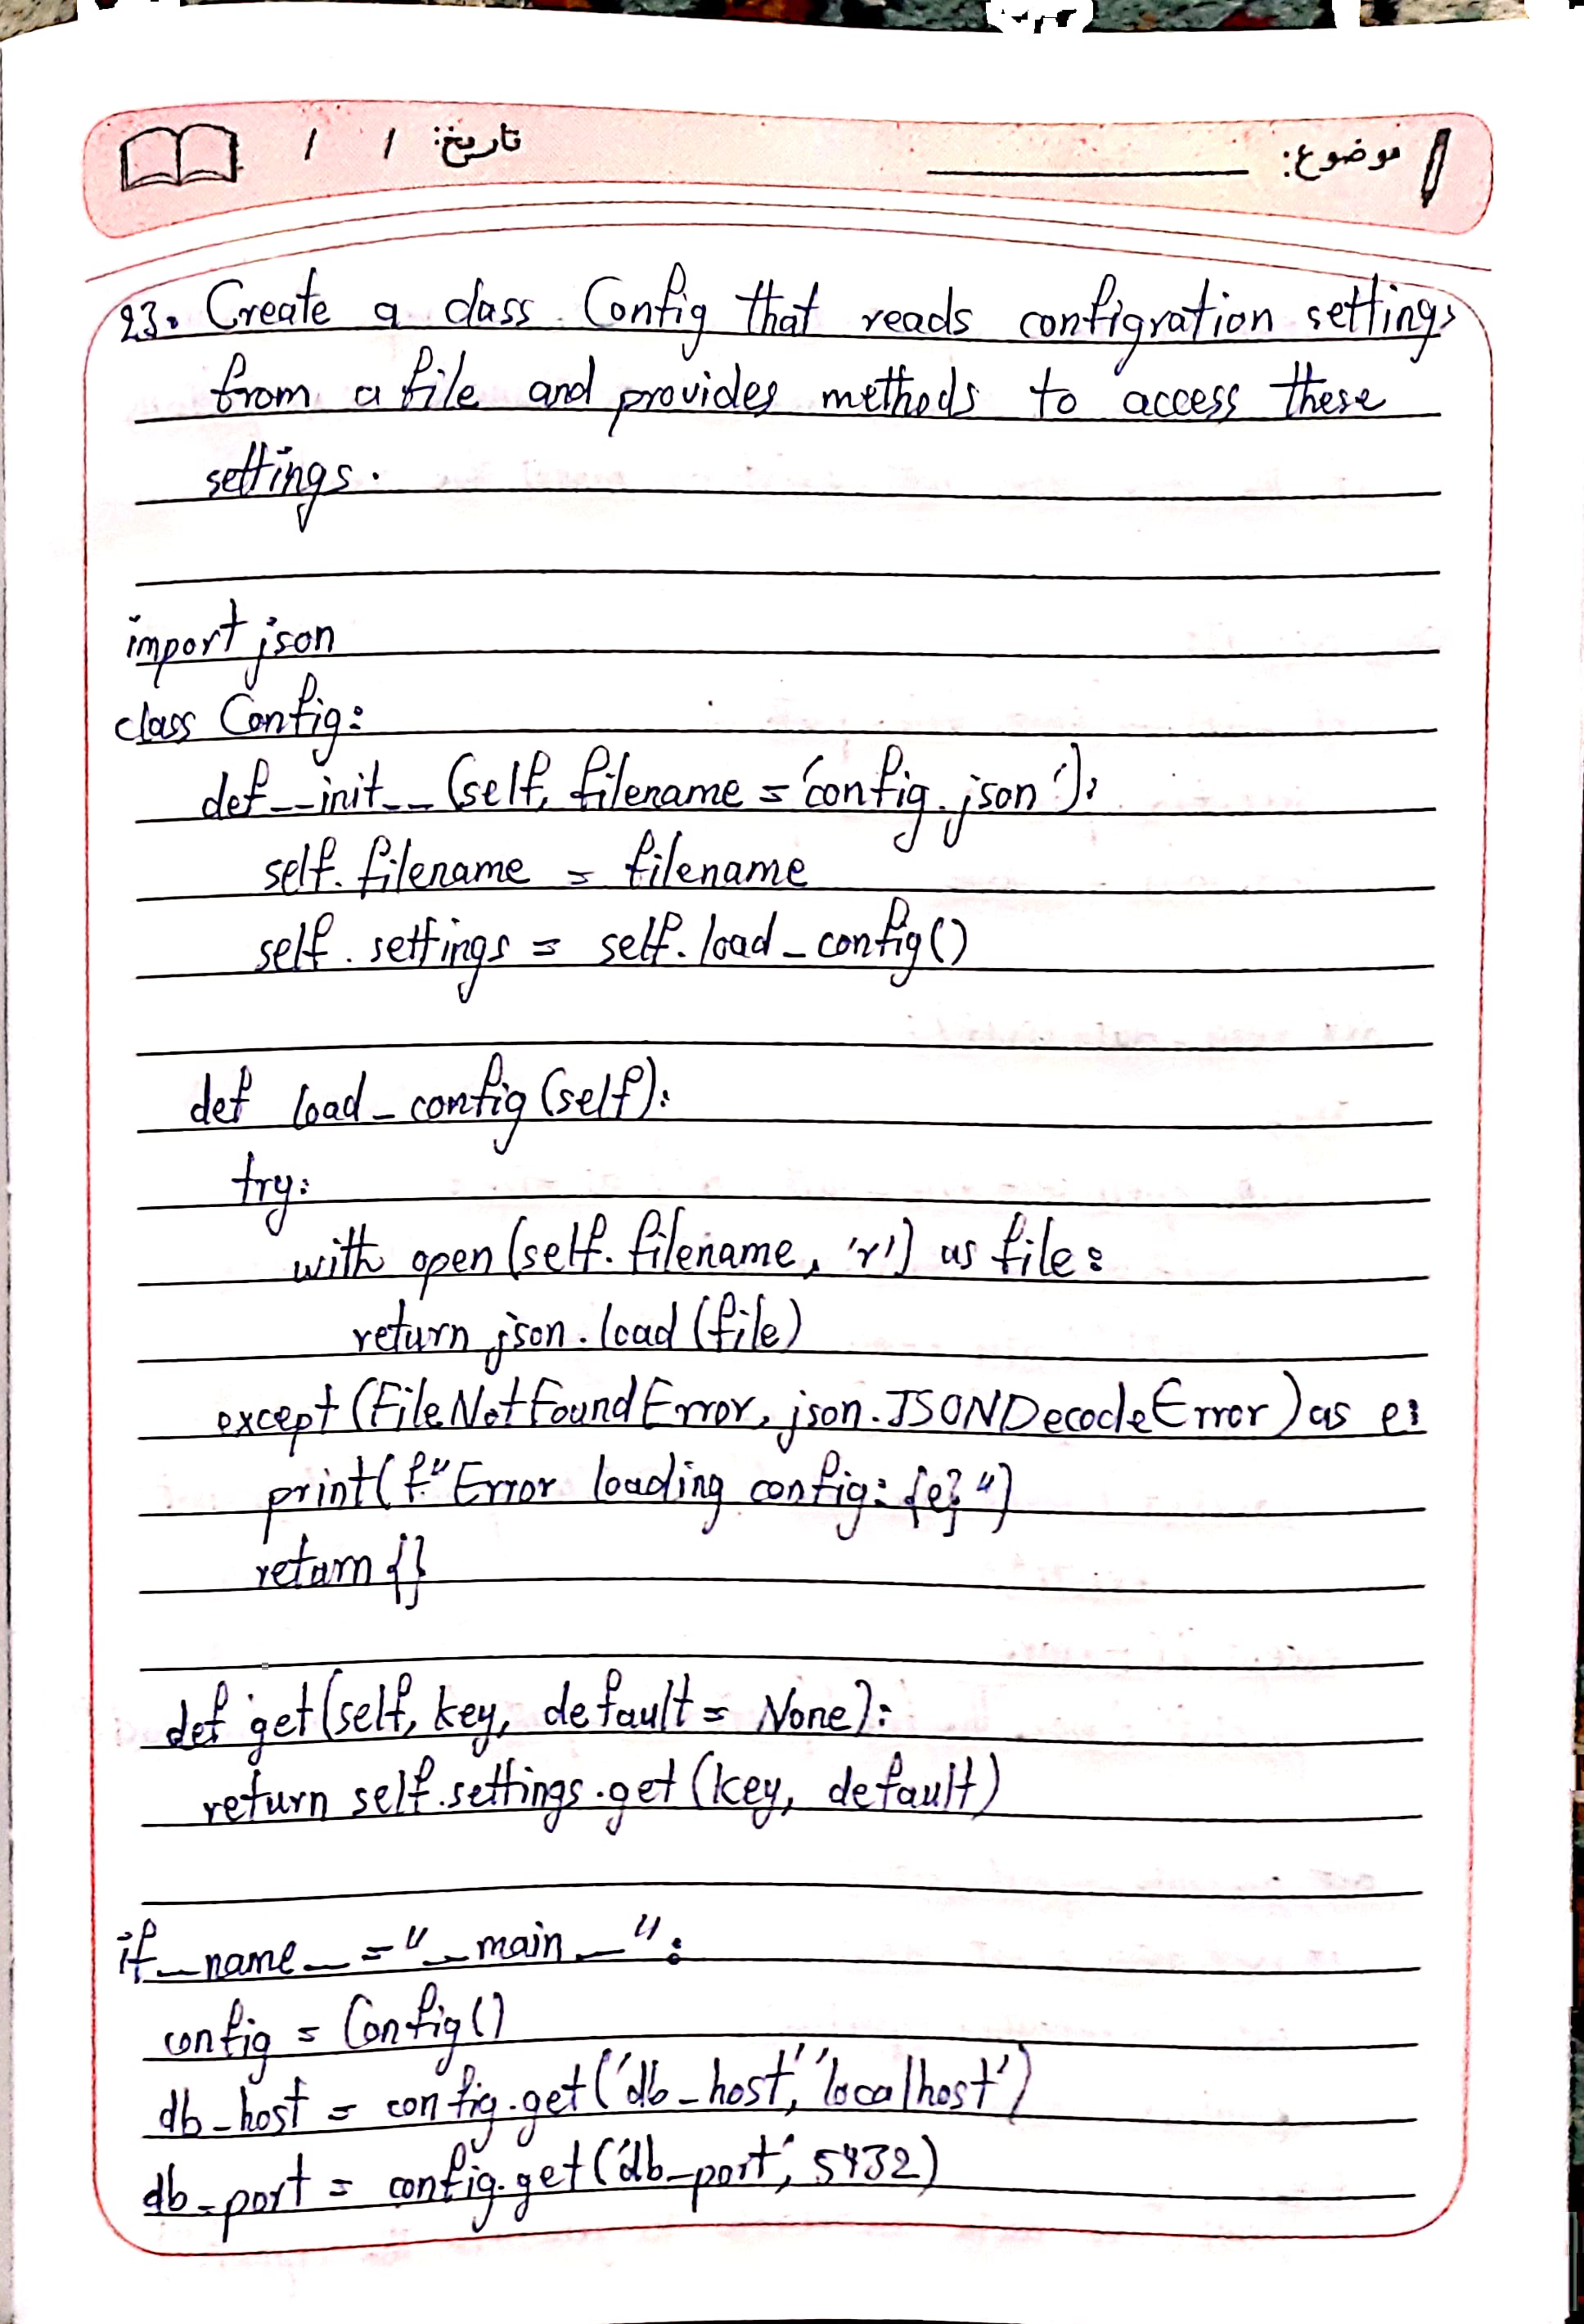 موضوع: تاریخ: / /
23. Create a class Config that reads configration settings
from a file and provides methods to access these
settings.
import json
class Config:
def __init__(self, filename = 'config.json'):
self.filename = filename
self.settings = self.load_config()
def load_config(self):
try:
with open(self.filename, 'r') as file:
return json.load(file)
except (FileNotFoundError, json.JSONDecodeError) as e:
print(f"Error loading config: {e}")
return {}
def get(self, key, default = None):
return self.settings.get(key, default)
if __name__ = "__main__":
config = Config()
db_host = config.get('db_host', 'localhost')
db_port = config.get('db_port', 5432)